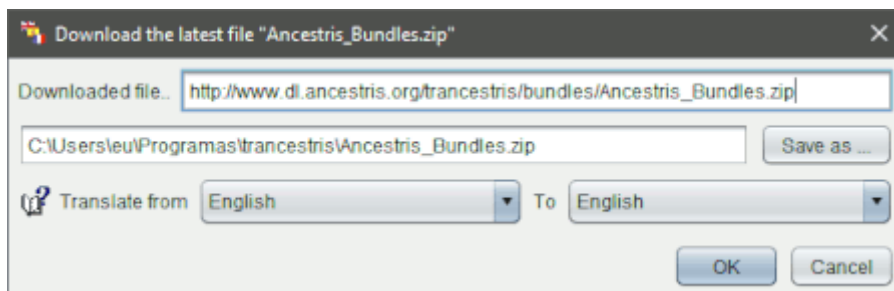 Download the latest file "Ancestris_Bundles.zip"
Downloaded file.. http://www.dl.ancestris.org/trancestris/bundles/Ancestris_Bundles.zip
C:\Users\eu\Programas\trancestris\Ancestris_Bundles.zip Save as ...
Translate from English To English
OK Cancel